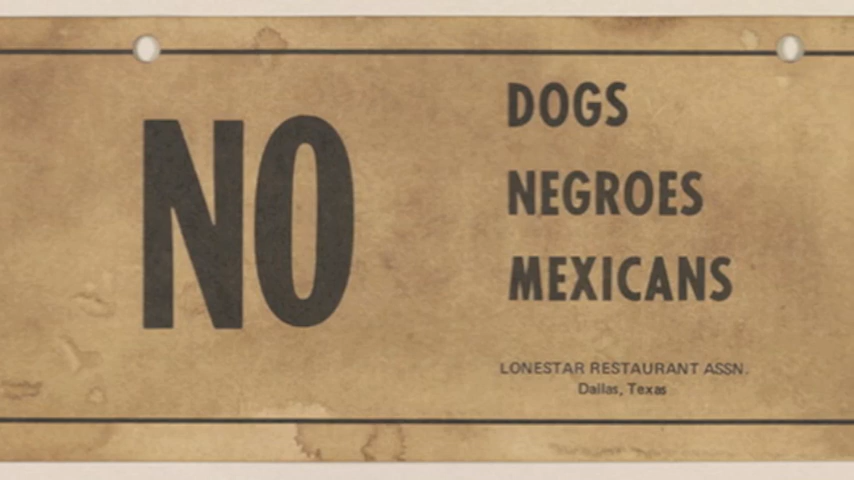 NO
DOGS
NEGROES
MEXICANS
LONESTAR RESTAURANT ASSN.
Dallas, Texas